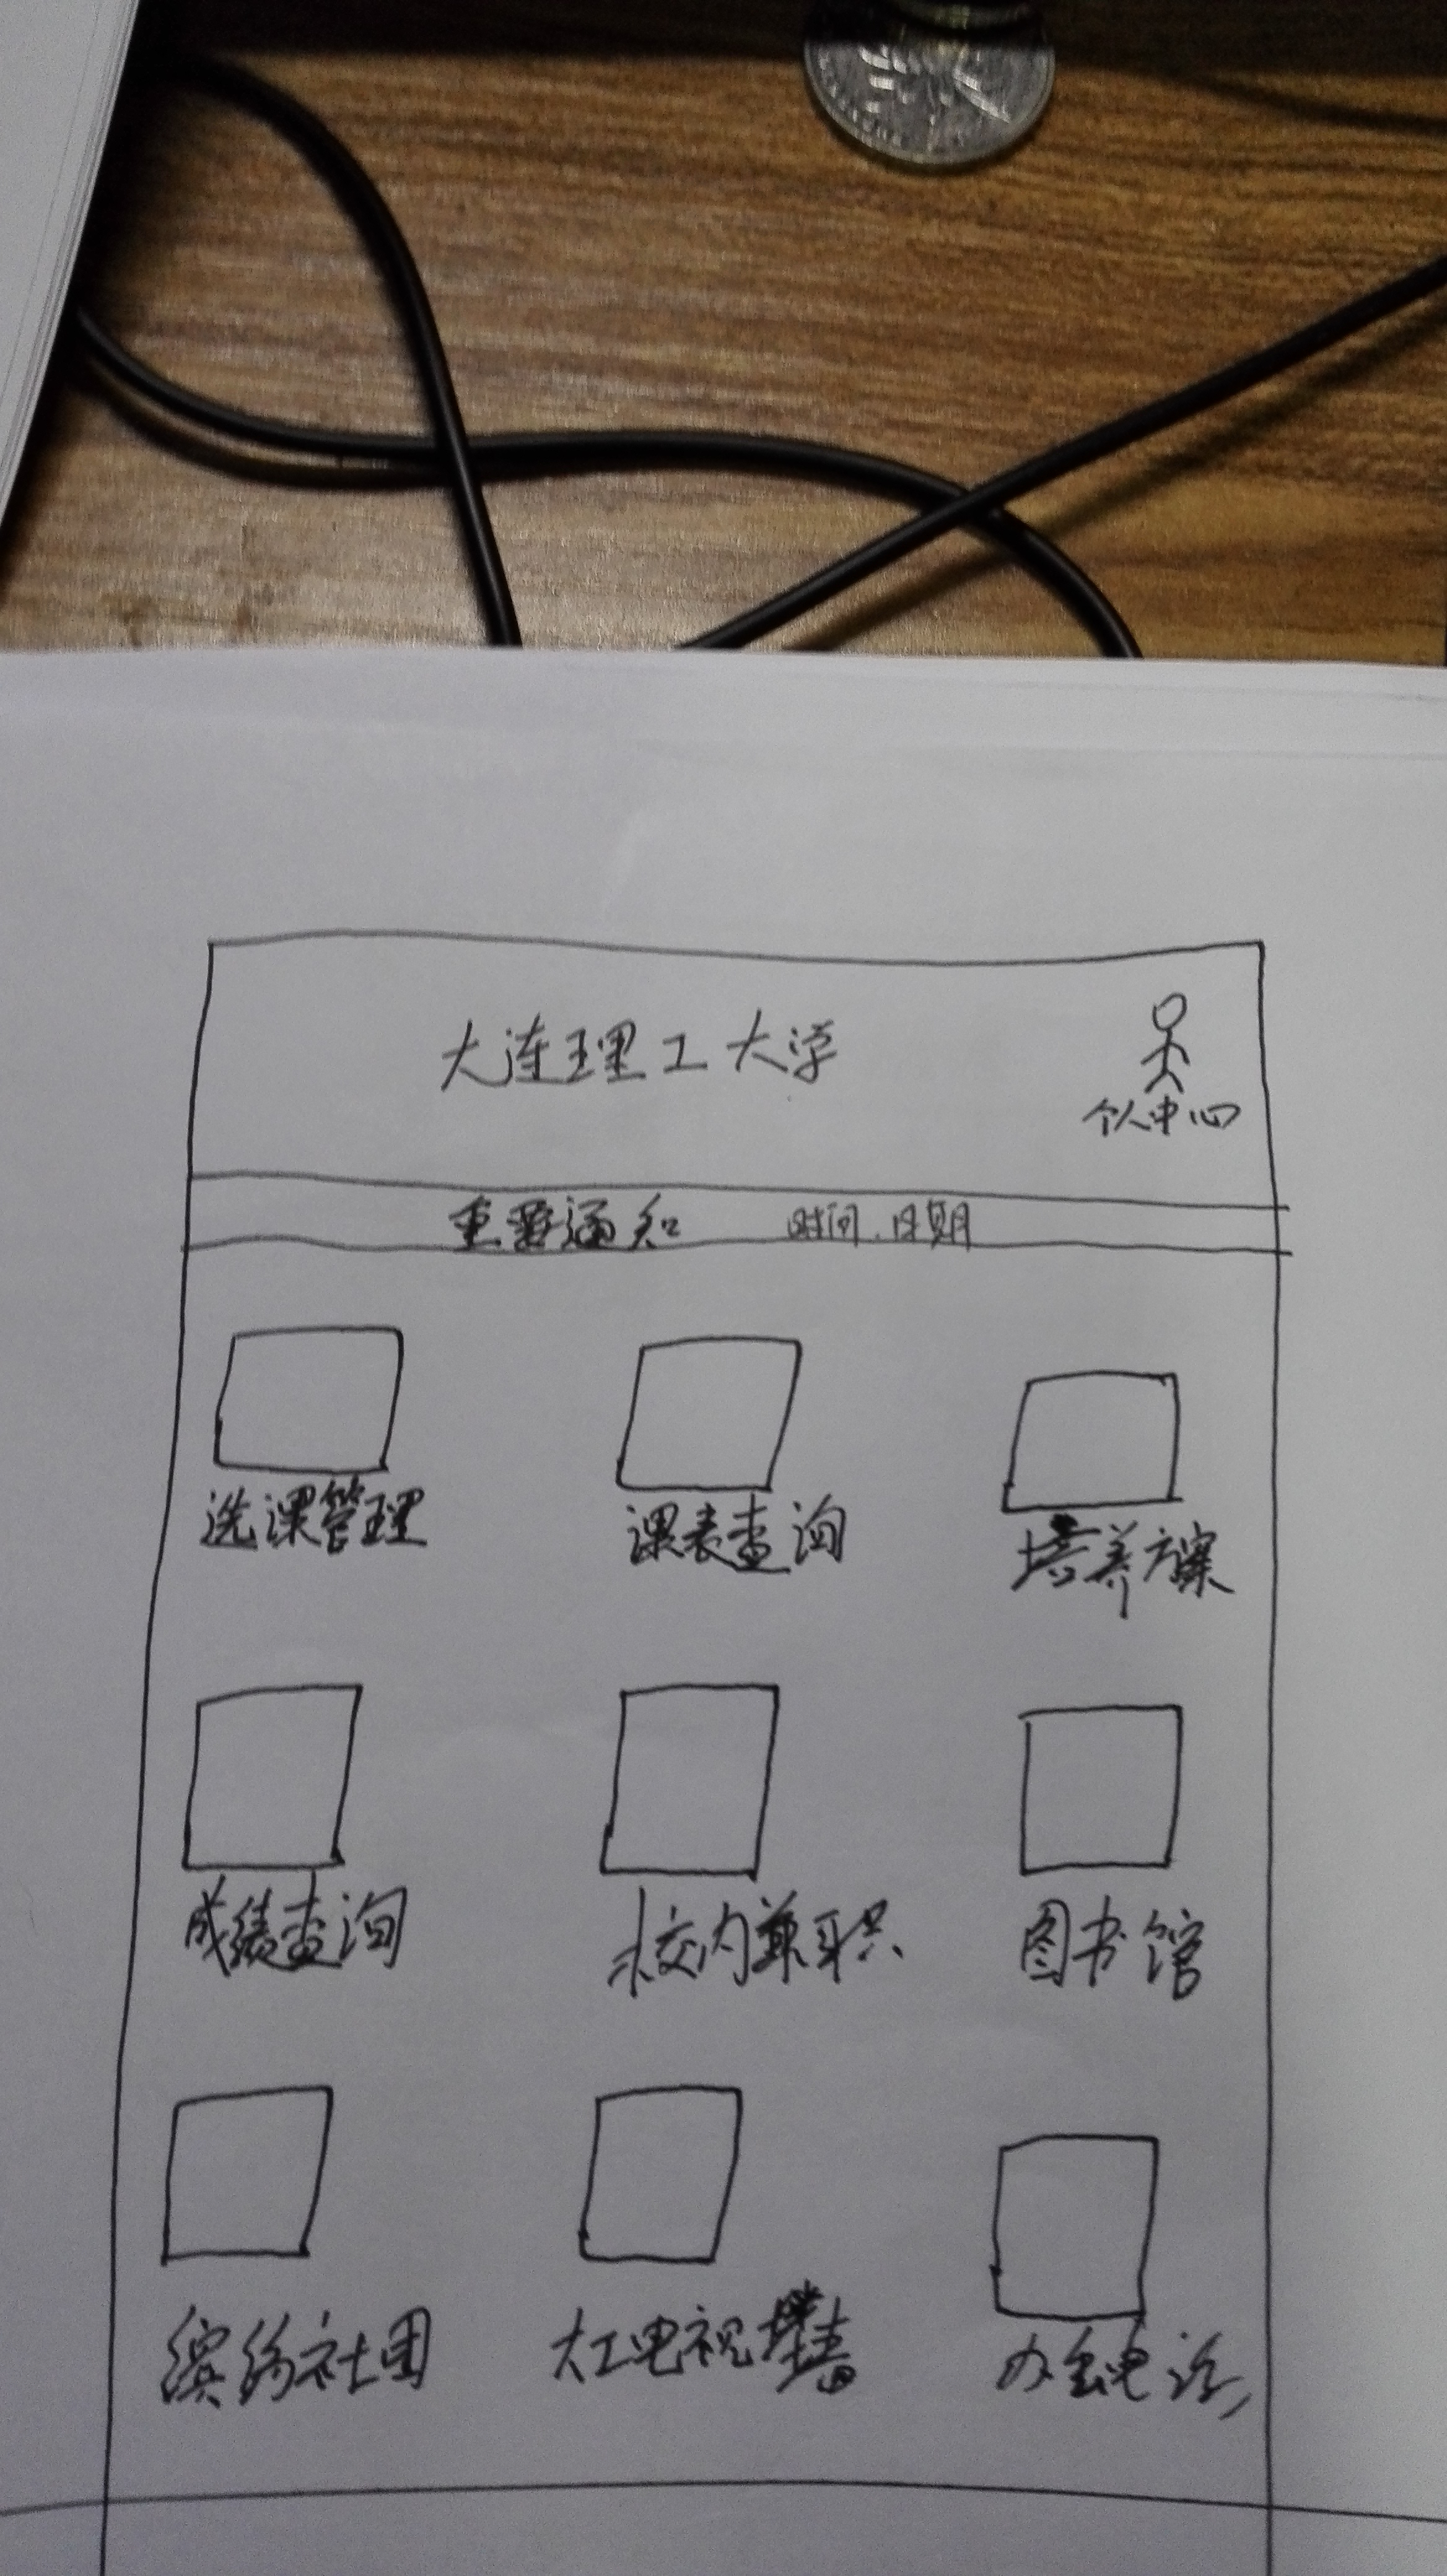 大连理工大学
个人中心
重要通知 时间、日期
选课管理 课表查询 培养方案
成绩查询 校内兼职 图书馆
缤纷社团 大工电视墙 办公电话